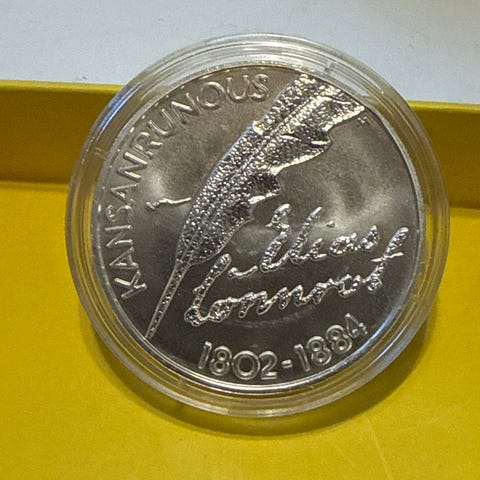 KANSANRUNOUS
Elias
Lönnrot
1802-1884